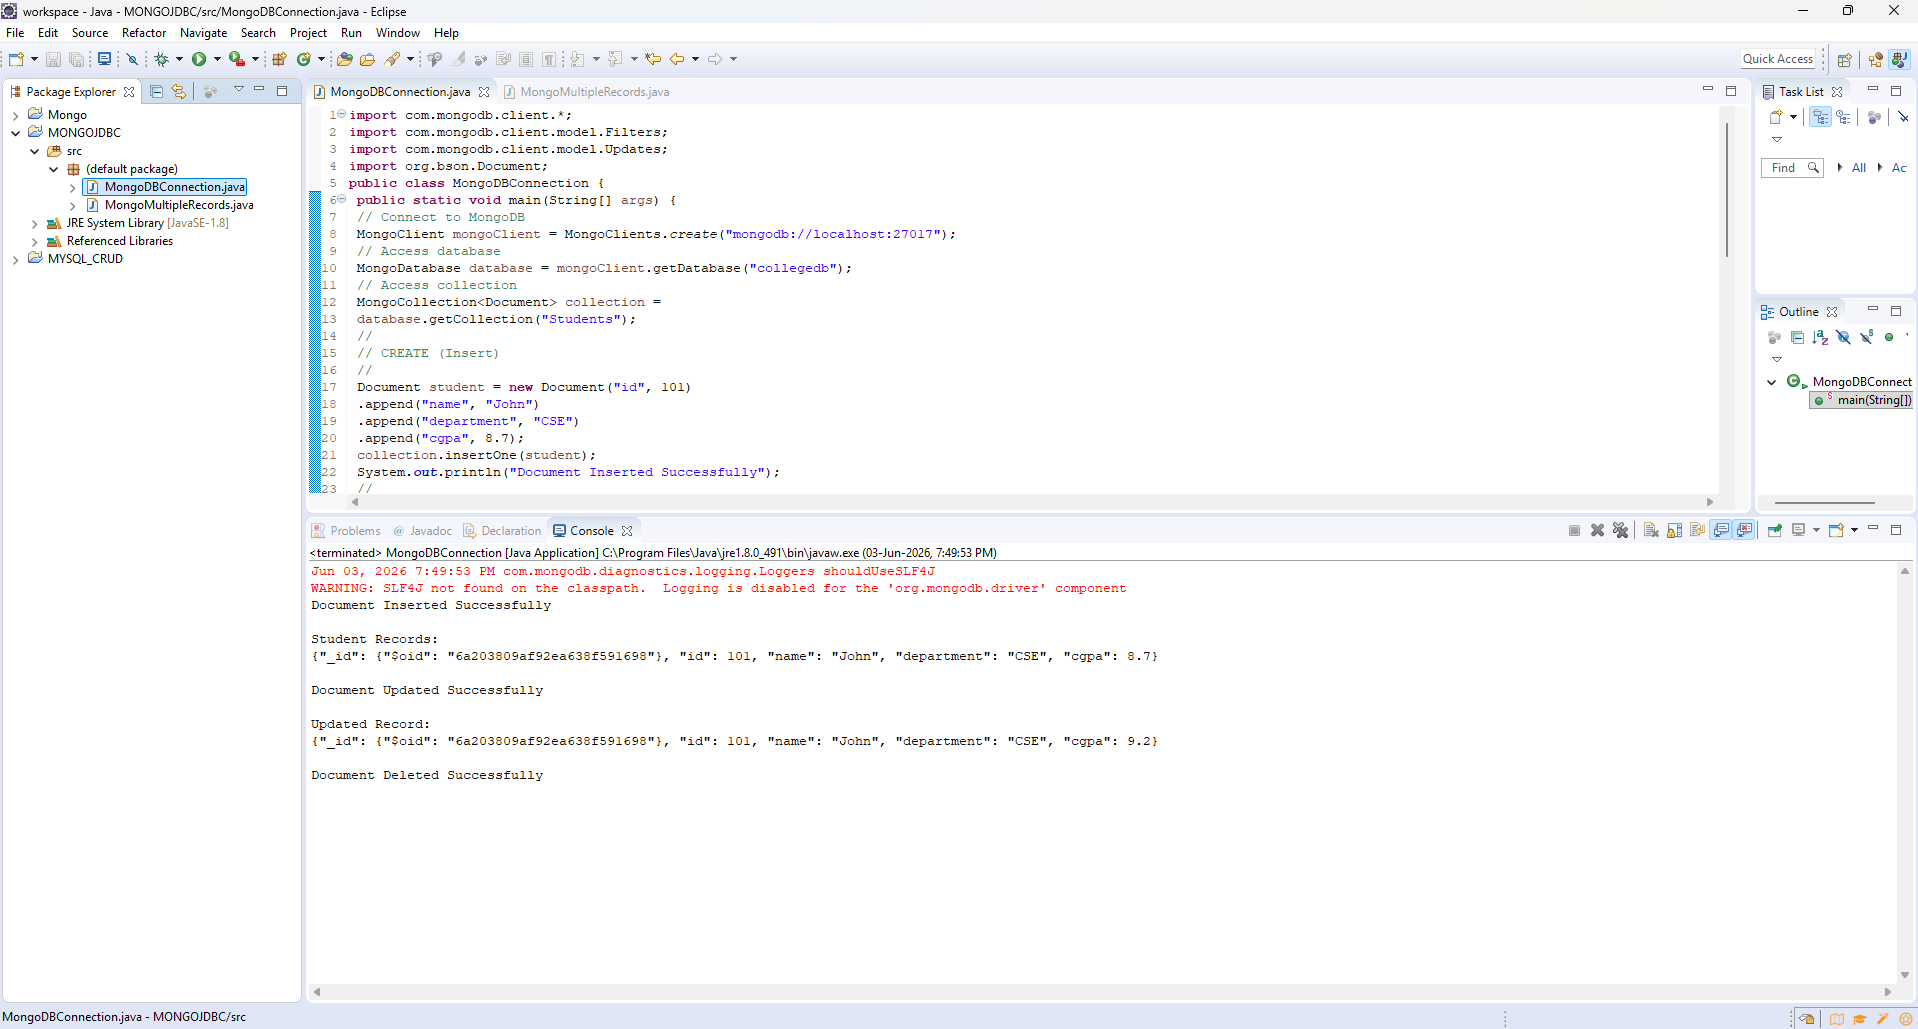 workspace - Java - MONGOJDBC/src/MongoDBConnection.java - Eclipse
File Edit Source Refactor Navigate Search Project Run Window Help
Quick Access
Package Explorer
Mongo
MONGOJDBC
src
(default package)
MongoDBConnection.java
MongoMultipleRecords.java
JRE System Library [JavaSE-1.8]
Referenced Libraries
MYSQL_CRUD
MongoDBConnection.java MongoMultipleRecords.java
1 import com.mongodb.client.*;
2 import com.mongodb.client.model.Filters;
3 import com.mongodb.client.model.Updates;
4 import org.bson.Document;
5 public class MongoDBConnection {
6 public static void main(String[] args) {
7 // Connect to MongoDB
8 MongoClient mongoClient = MongoClients.create("mongodb://localhost:27017");
9 // Access database
10 MongoDatabase database = mongoClient.getDatabase("collegedb");
11 // Access collection
12 MongoCollection<Document> collection =
13 database.getCollection("Students");
14 //
15 // CREATE (Insert)
16 //
17 Document student = new Document("id", 101)
18 .append("name", "John")
19 .append("department", "CSE")
20 .append("cgpa", 8.7);
21 collection.insertOne(student);
22 System.out.println("Document Inserted Successfully");
23 //
Task List
Find All Ac
Outline
MongoDBConnect
main(String[])
Problems Javadoc Declaration Console
<terminated> MongoDBConnection [Java Application] C:\Program Files\Java\jre1.8.0_491\bin\javaw.exe (03-Jun-2026, 7:49:53 PM)
Jun 03, 2026 7:49:53 PM com.mongodb.diagnostics.logging.Loggers shouldUseSLF4J
WARNING: SLF4J not found on the classpath.  Logging is disabled for the 'org.mongodb.driver' component
Document Inserted Successfully
Student Records:
{"_id": {"$oid": "6a203809af92ea638f591698"}, "id": 101, "name": "John", "department": "CSE", "cgpa": 8.7}
Document Updated Successfully
Updated Record:
{"_id": {"$oid": "6a203809af92ea638f591698"}, "id": 101, "name": "John", "department": "CSE", "cgpa": 9.2}
Document Deleted Successfully
MongoDBConnection.java - MONGOJDBC/src